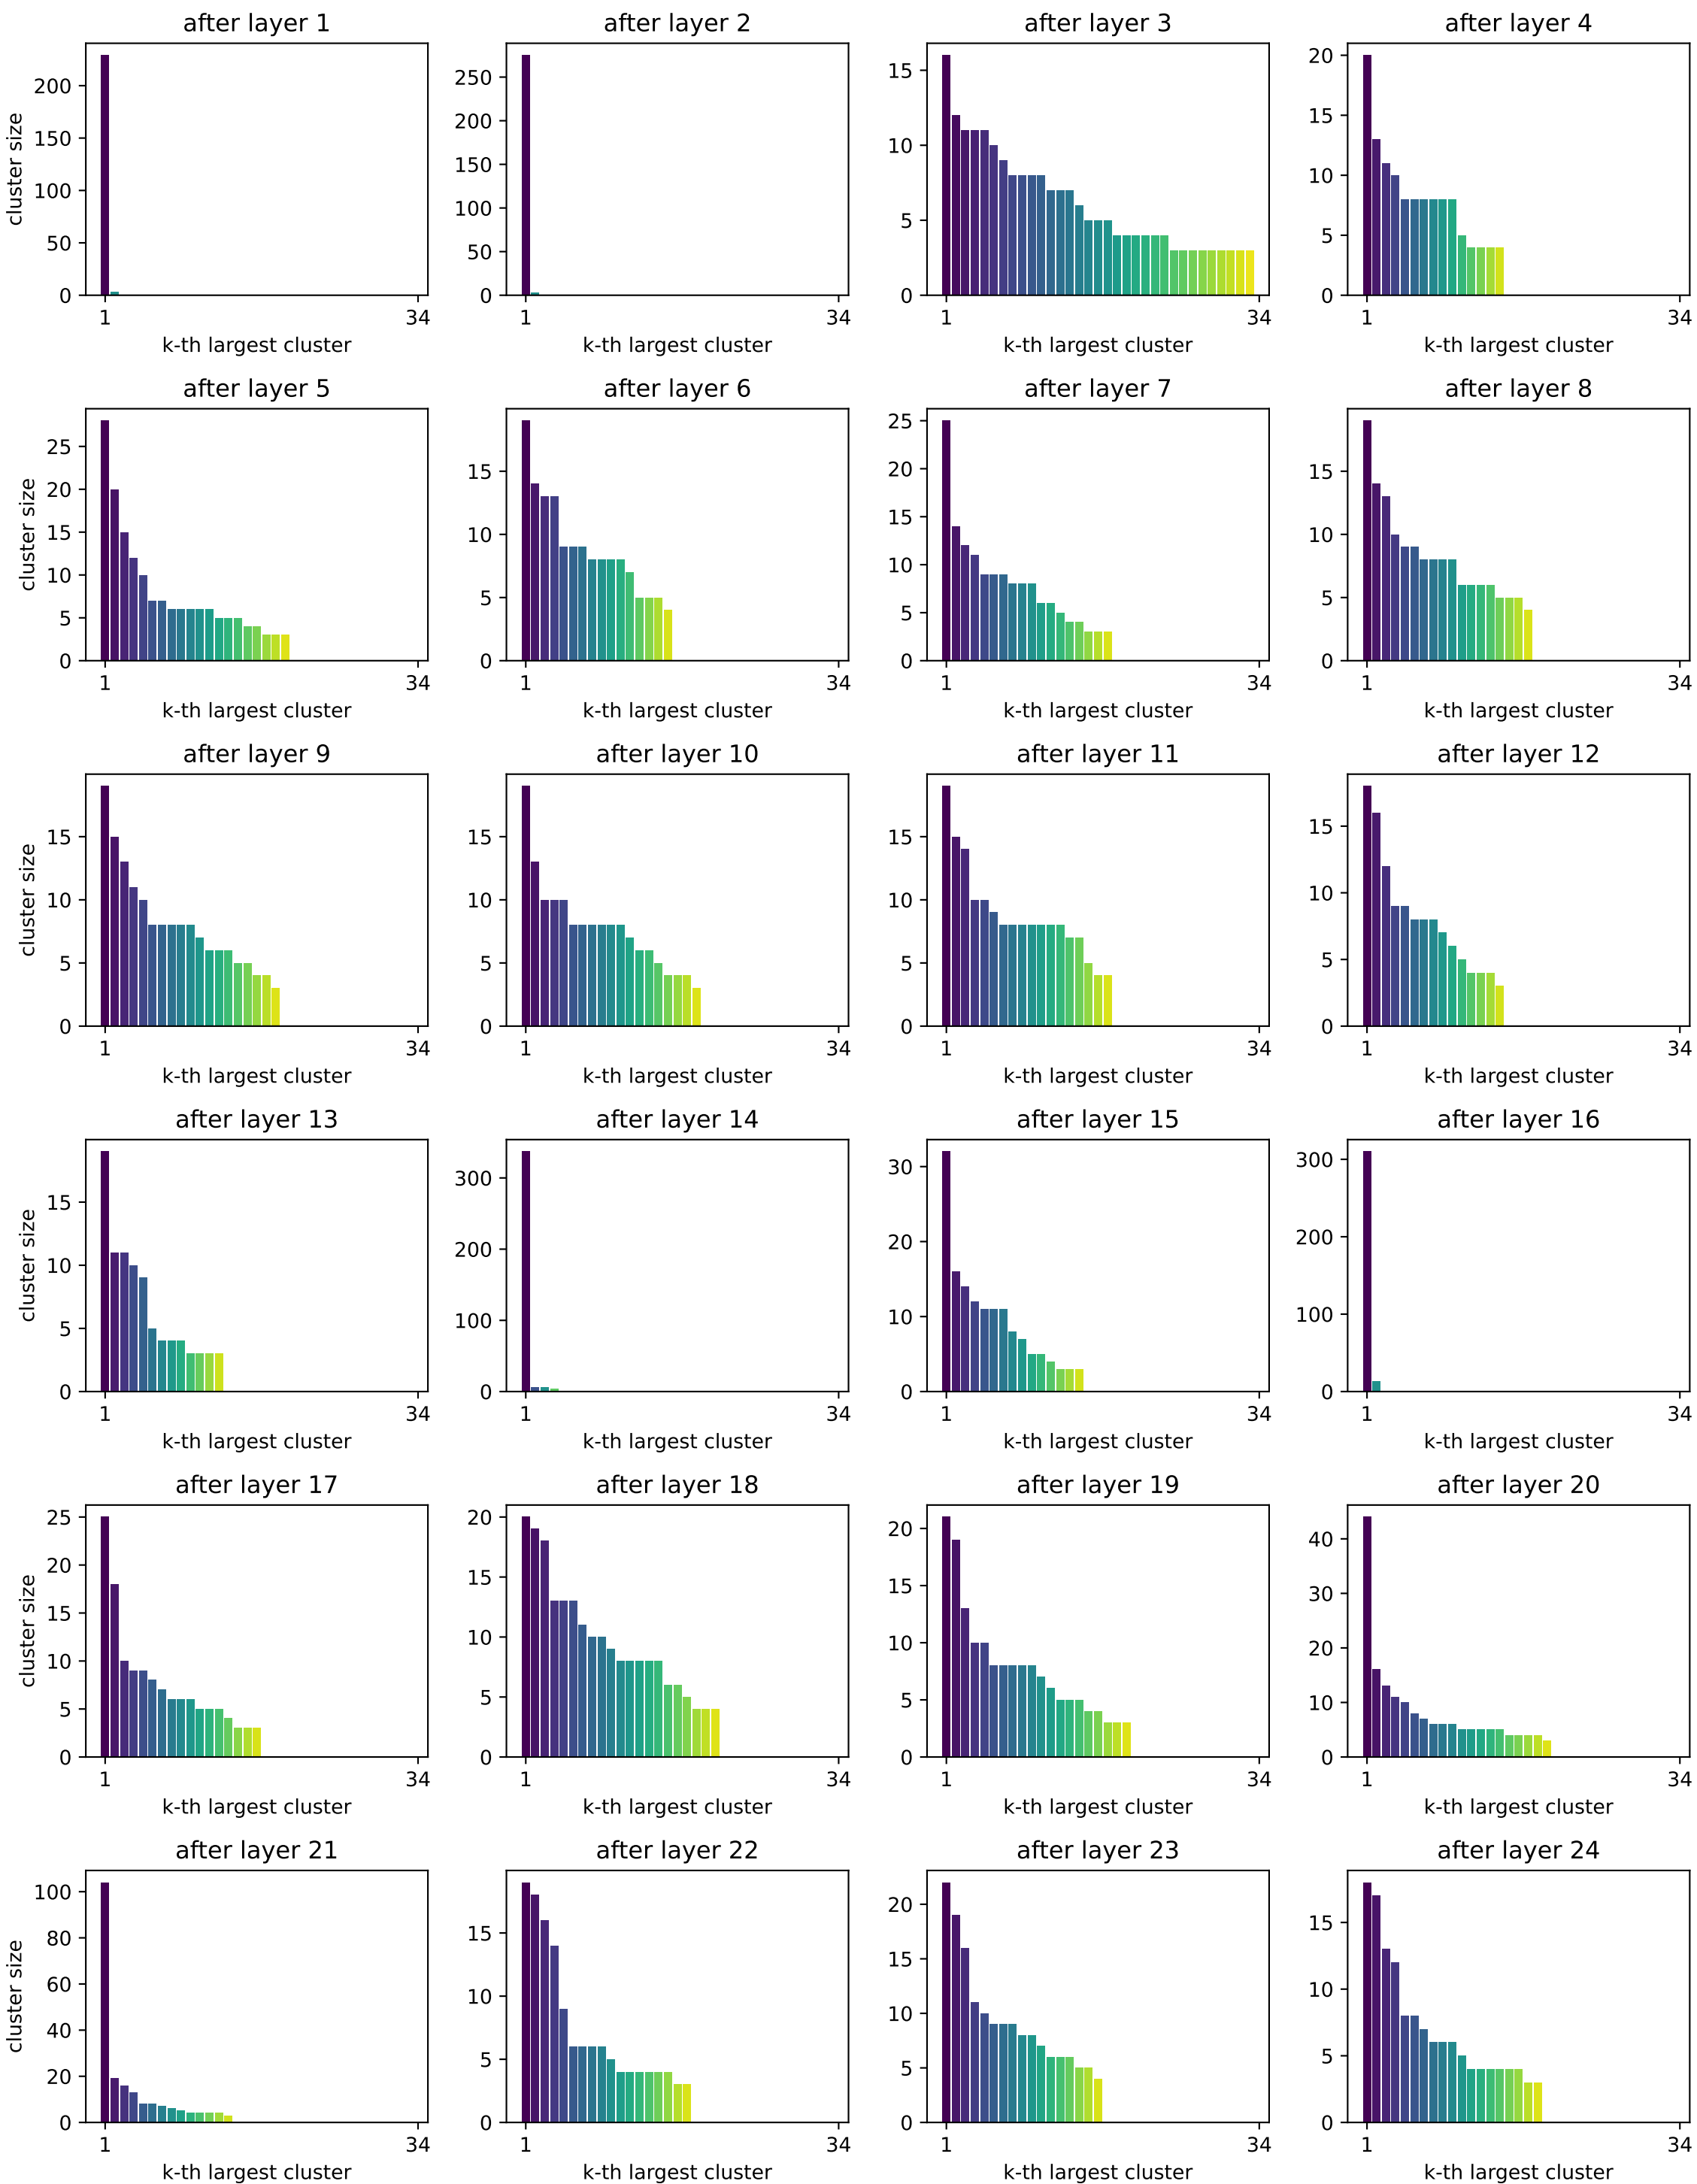 after layer 1
after layer 2
after layer 3
after layer 4
cluster size
200
150
100
50
0
250
200
150
100
50
0
15
10
5
0
20
15
10
5
0
1 34
1 34
1 34
1 34
k-th largest cluster
k-th largest cluster
k-th largest cluster
k-th largest cluster
after layer 5
after layer 6
after layer 7
after layer 8
cluster size
25
20
15
10
5
0
15
10
5
0
25
20
15
10
5
0
15
10
5
0
1 34
1 34
1 34
1 34
k-th largest cluster
k-th largest cluster
k-th largest cluster
k-th largest cluster
after layer 9
after layer 10
after layer 11
after layer 12
cluster size
15
10
5
0
15
10
5
0
15
10
5
0
15
10
5
0
1 34
1 34
1 34
1 34
k-th largest cluster
k-th largest cluster
k-th largest cluster
k-th largest cluster
after layer 13
after layer 14
after layer 15
after layer 16
cluster size
15
10
5
0
300
200
100
0
30
20
10
0
300
200
100
0
1 34
1 34
1 34
1 34
k-th largest cluster
k-th largest cluster
k-th largest cluster
k-th largest cluster
after layer 17
after layer 18
after layer 19
after layer 20
cluster size
25
20
15
10
5
0
20
15
10
5
0
20
15
10
5
0
40
30
20
10
0
1 34
1 34
1 34
1 34
k-th largest cluster
k-th largest cluster
k-th largest cluster
k-th largest cluster
after layer 21
after layer 22
after layer 23
after layer 24
cluster size
100
80
60
40
20
0
15
10
5
0
20
15
10
5
0
15
10
5
0
1 34
1 34
1 34
1 34
k-th largest cluster
k-th largest cluster
k-th largest cluster
k-th largest cluster